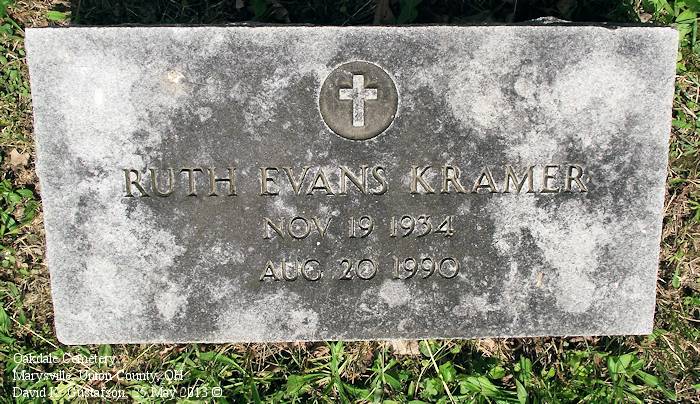 RUTH EVANS KRAMER
NOV 19 1934
AUG 20 1990
Oakdale Cemetery
Marysville, Union County, OH
David K. Gustafson, 25 May 2013 ©